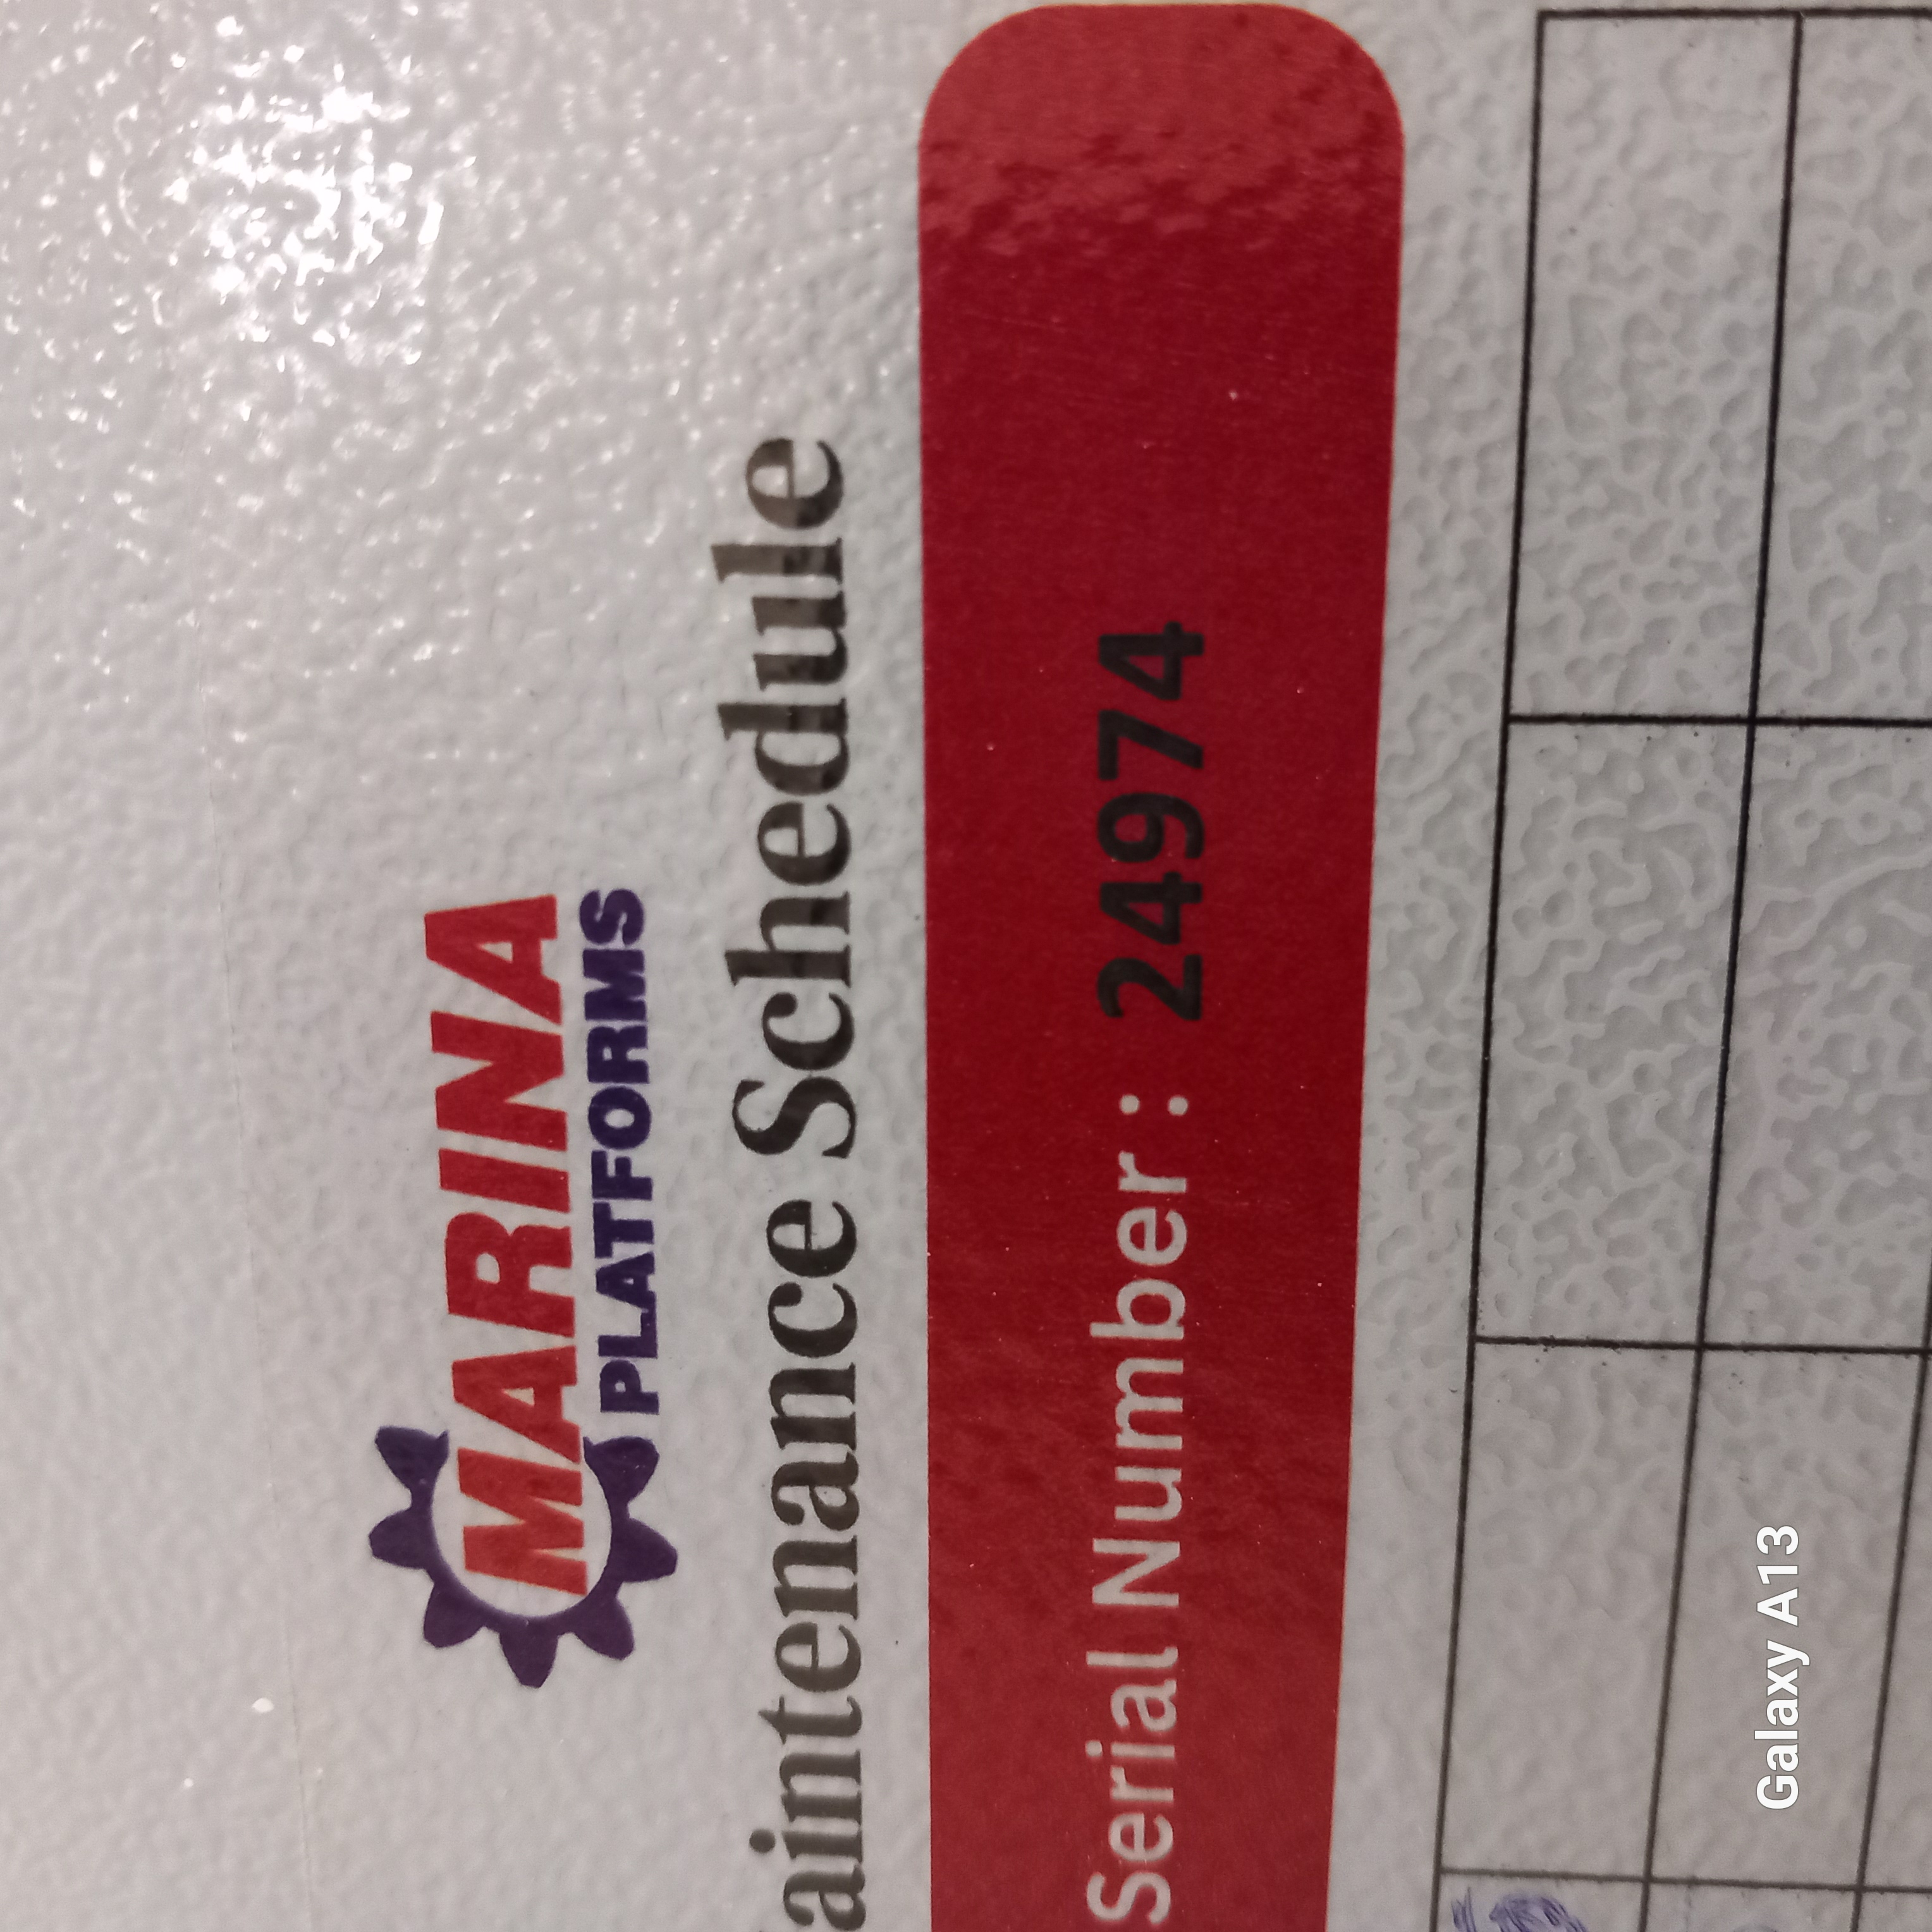 MARINA
PLATFORMS
aintenance Schedule
Serial Number : 24974
Galaxy A13